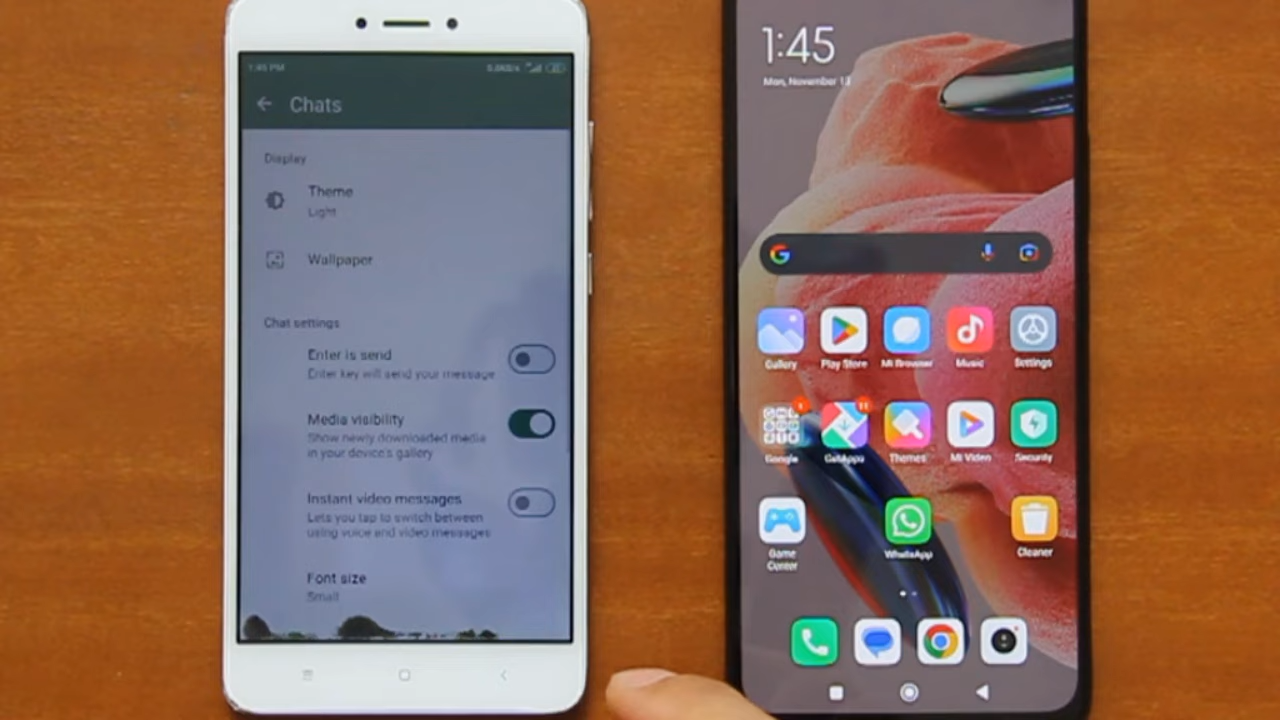 1:45 PM
Chats
Display
Theme
Light
Wallpaper
Chat settings
Enter is send
Enter key will send your message
Media visibility
Show newly downloaded media
in your device's gallery
Instant video messages
Lets you tap to switch between
using voice and video messages
Font size
Small
1:45
Mon, November 13
Gallery
Play Store
Mi Browser
Music
Settings
1
11
Google
GetApps
Themes
Mi Video
Security
Game
Center
WhatsApp
Cleaner